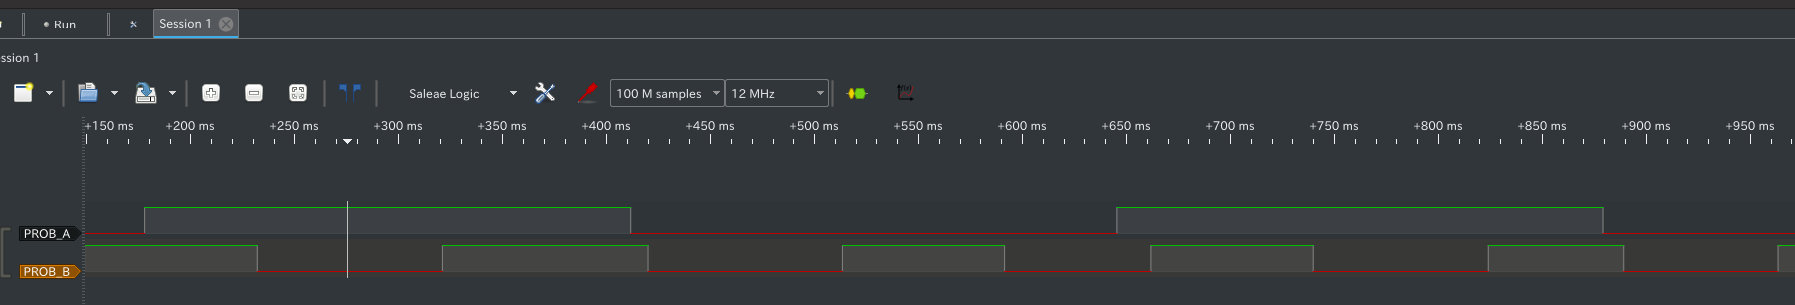 Run
Session 1
ssion 1
Saleae Logic
100 M samples
12 MHz
+150 ms +200 ms +250 ms +300 ms +350 ms +400 ms +450 ms +500 ms +550 ms +600 ms +650 ms +700 ms +750 ms +800 ms +850 ms +900 ms +950 ms
PROB_A
PROB_B